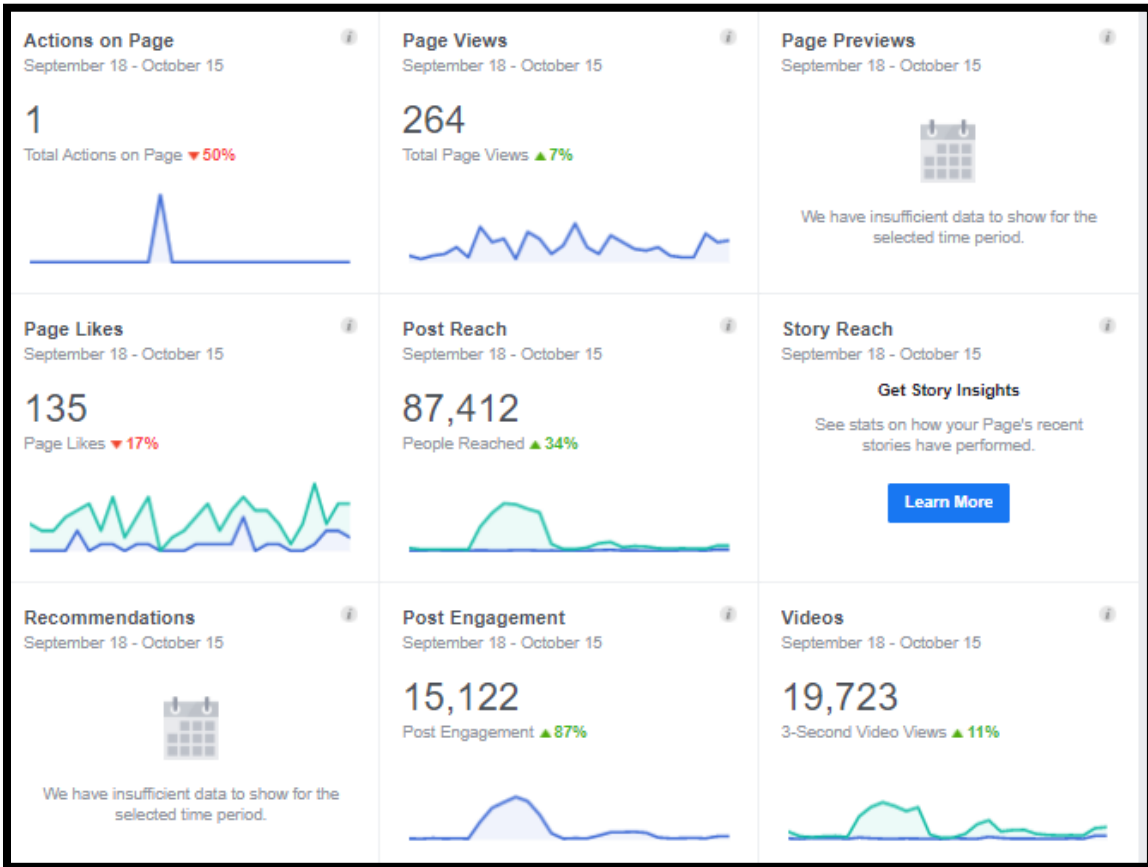 Actions on Page
September 18 - October 15
1
Total Actions on Page ▼50%
Page Views
September 18 - October 15
264
Total Page Views ▲7%
Page Previews
September 18 - October 15
We have insufficient data to show for the
selected time period.
Page Likes
September 18 - October 15
135
Page Likes ▼17%
Post Reach
September 18 - October 15
87,412
People Reached ▲34%
Story Reach
September 18 - October 15
Get Story Insights
See stats on how your Page's recent
stories have performed.
Learn More
Recommendations
September 18 - October 15
We have insufficient data to show for the
selected time period.
Post Engagement
September 18 - October 15
15,122
Post Engagement ▲87%
Videos
September 18 - October 15
19,723
3-Second Video Views ▲11%